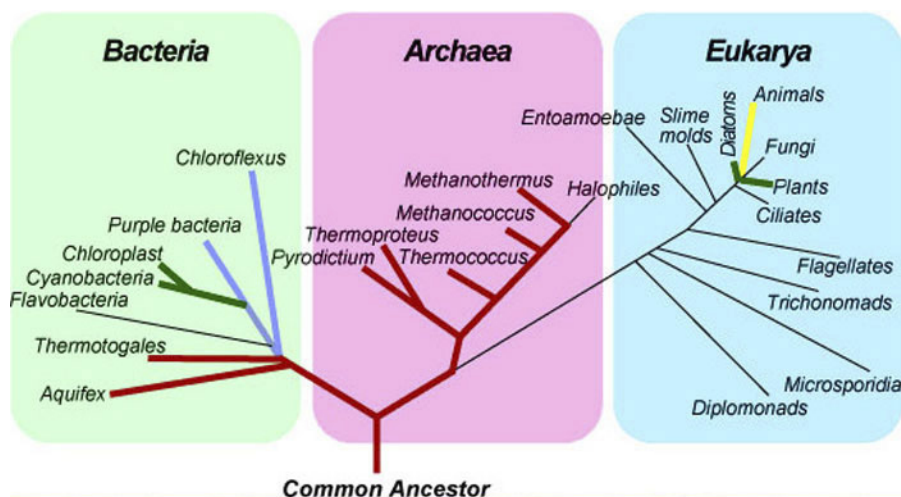 Bacteria
Archaea
Eukarya
Chloroflexus
Purple bacteria
Chloroplast
Cyanobacteria
Flavobacteria
Thermotogales
Aquifex
Methanothermus
Halophiles
Methanococcus
Thermoproteus
Pyrodictium
Thermococcus
Entoamoebae
Slime
molds
Diatoms
Animals
Fungi
Plants
Ciliates
Flagellates
Trichonomads
Microsporidia
Diplomonads
Common Ancestor